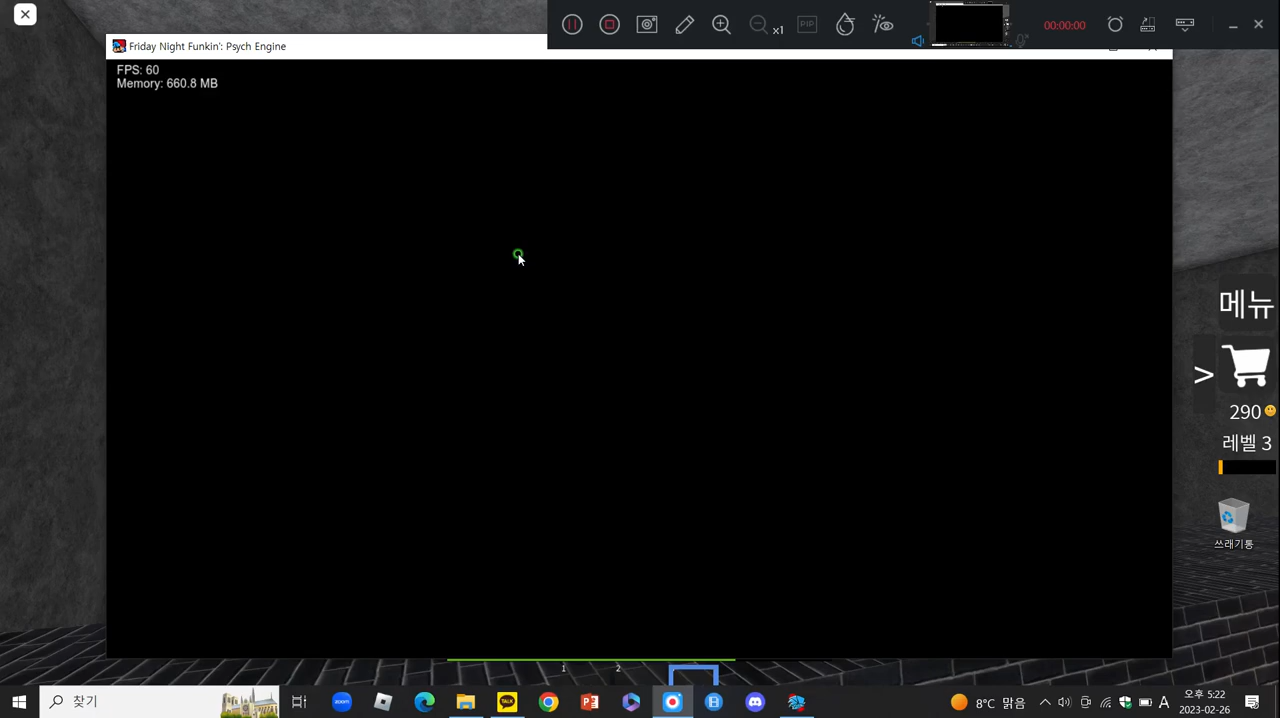 Friday Night Funkin': Psych Engine
x1
PIP
00:00:00
FPS: 60
Memory: 660.8 MB
메뉴
>
290
레벨 3
쓰레기통
1
2
찾기
zoom
TALK
8°C 맑음
A
오후 5:22
2023-02-26